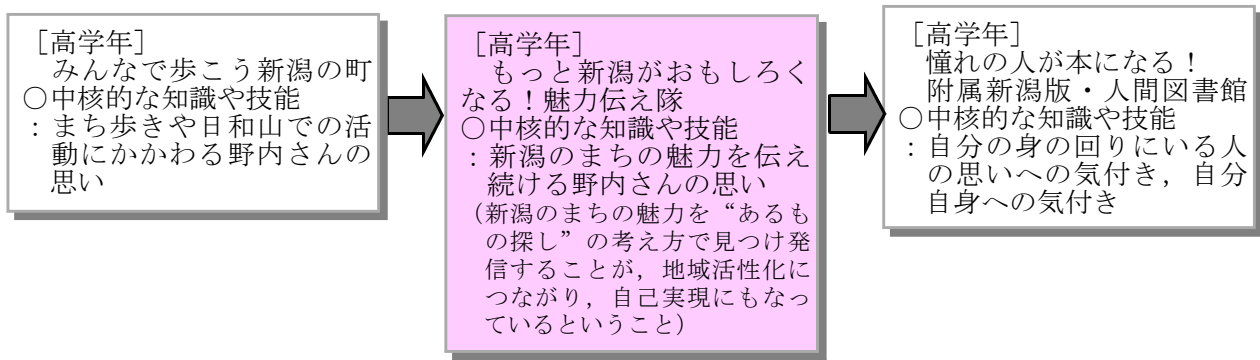 ［高学年］
みんなで歩こう新潟の町
○中核的な知識や技能
：まち歩きや日和山での活
動にかかわる野内さんの
思い
［高学年］
もっと新潟がおもしろく
なる！魅力伝え隊
○中核的な知識や技能
：新潟のまちの魅力を伝え
続ける野内さんの思い
（新潟のまちの魅力を“あるも
の探し”の考え方で見つけ発
信することが，地域活性化に
つながり，自己実現にもなっ
ているということ）
［高学年］
憧れの人が本になる！
附属新潟版・人間図書館
○中核的な知識や技能
：自分の身の回りにいる人
の思いへの気付き，自分
自身への気付き